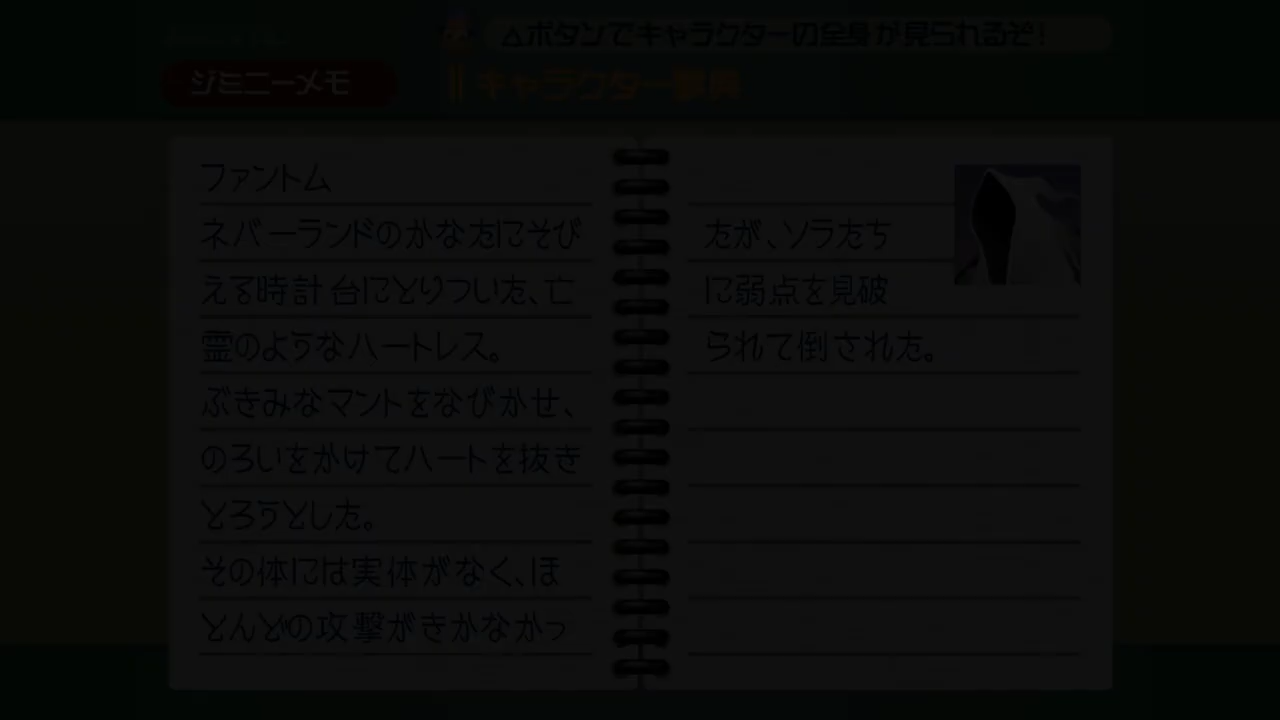 △ボタンでキャラクターの全身が見られるぞ!
ジミニーメモ
キャラクター事典
ファントム
ネバーランドのかなたにそび
える時計台にとりついた、亡
霊のようなハートレス。
ぶきみなマントをなびかせ、
のろいをかけてハートを抜き
とろうとした。
その体には実体がなく、ほ
とんどの攻撃がきかなかっ
たが、ソラたち
に弱点を見破
られて倒された。